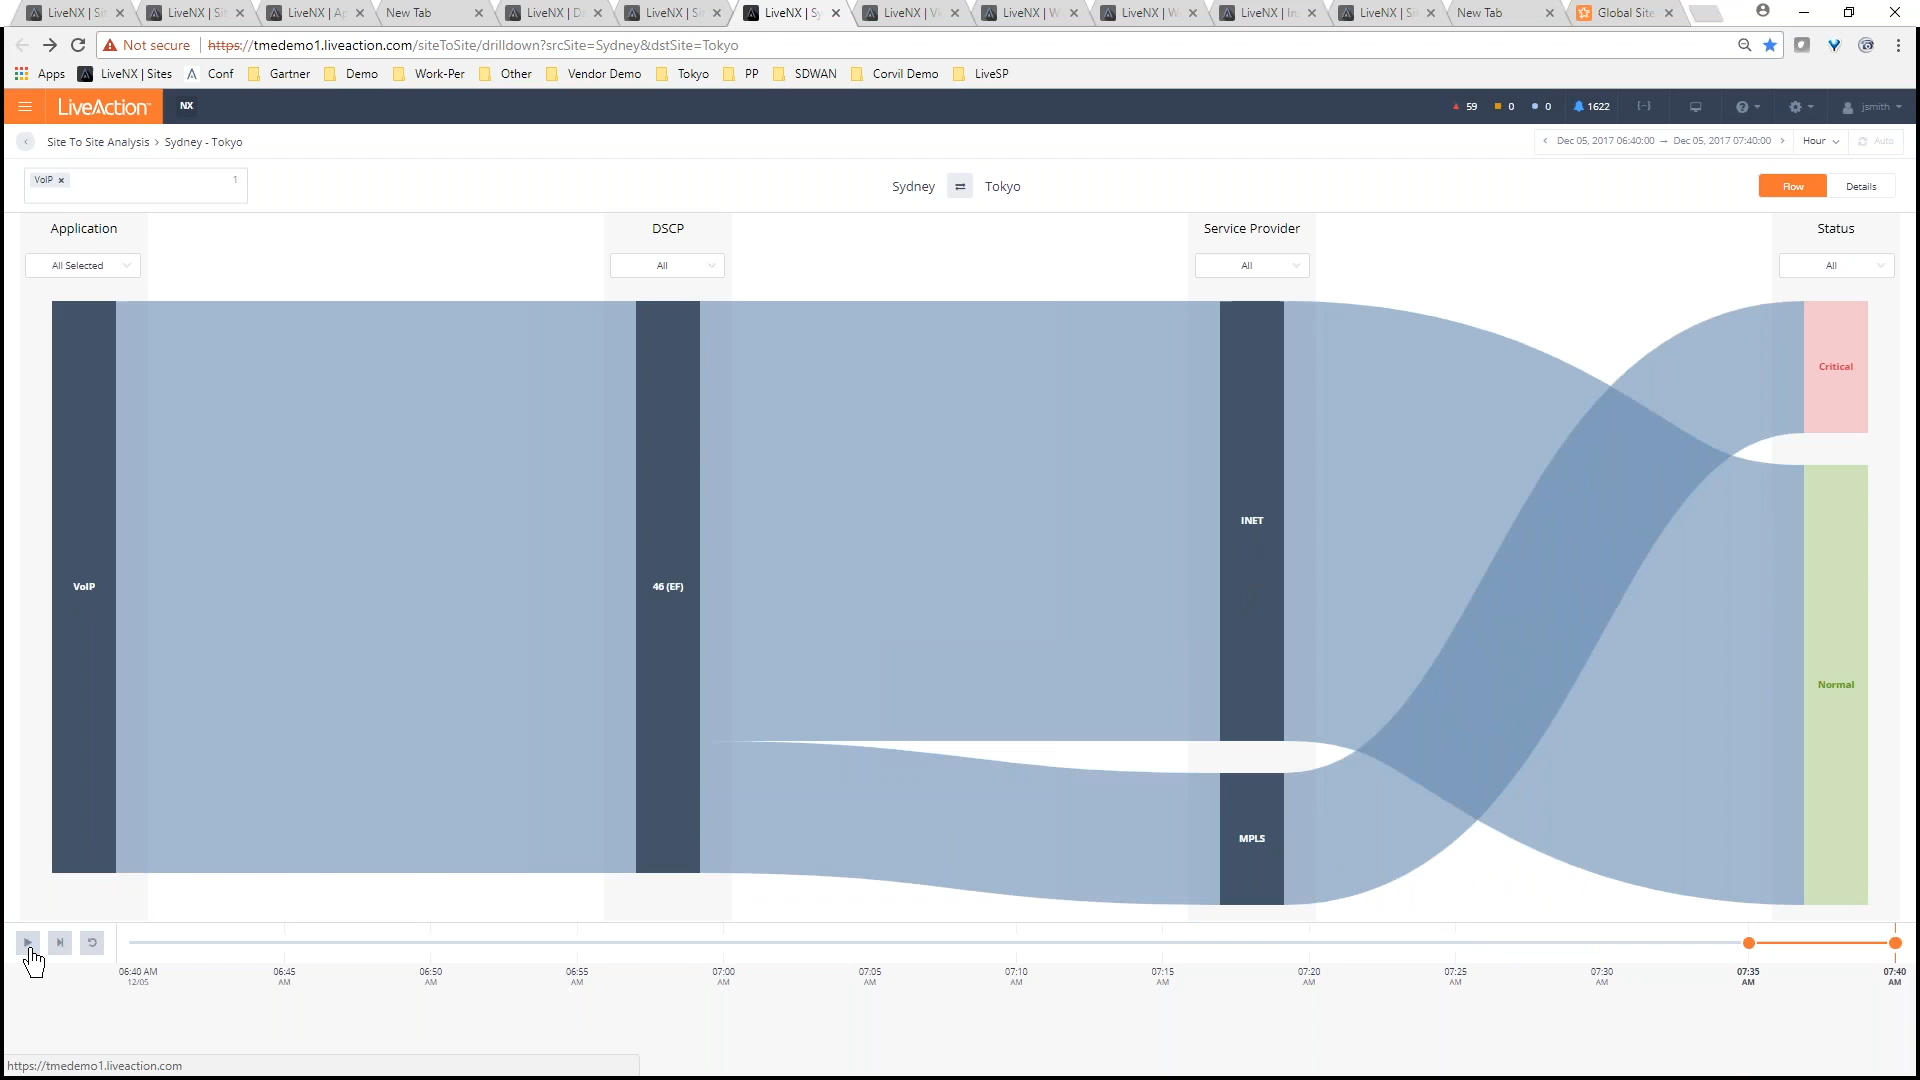 LiveNX | Sit LiveNX | Sit LiveNX | Ap New Tab LiveNX | Da LiveNX | Sit LiveNX | Sy LiveNX | Vi LiveNX | W LiveNX | W LiveNX | In LiveNX | Sit New Tab Global Site
Not secure https://tmedemo1.liveaction.com/siteToSite/drilldown?srcSite=Sydney&dstSite=Tokyo
Apps LiveNX | Sites Conf Gartner Demo Work-Per Other Vendor Demo Tokyo PP SDWAN Corvil Demo LiveSP
LiveAction NX 59 0 0 1622 jsmith
Site To Site Analysis › Sydney - Tokyo Dec 05, 2017 06:40:00 → Dec 05, 2017 07:40:00 Hour Auto
VoIP x 1 Sydney ⇄ Tokyo Flow Details
Application DSCP Service Provider Status
All Selected All All All
Critical
INET
VoIP 46 (EF)
Normal
MPLS
06:40 AM 06:45 06:50 06:55 07:00 07:05 07:10 07:15 07:20 07:25 07:30 07:35 07:40
12/05 AM AM AM AM AM AM AM AM AM AM AM AM
https://tmedemo1.liveaction.com